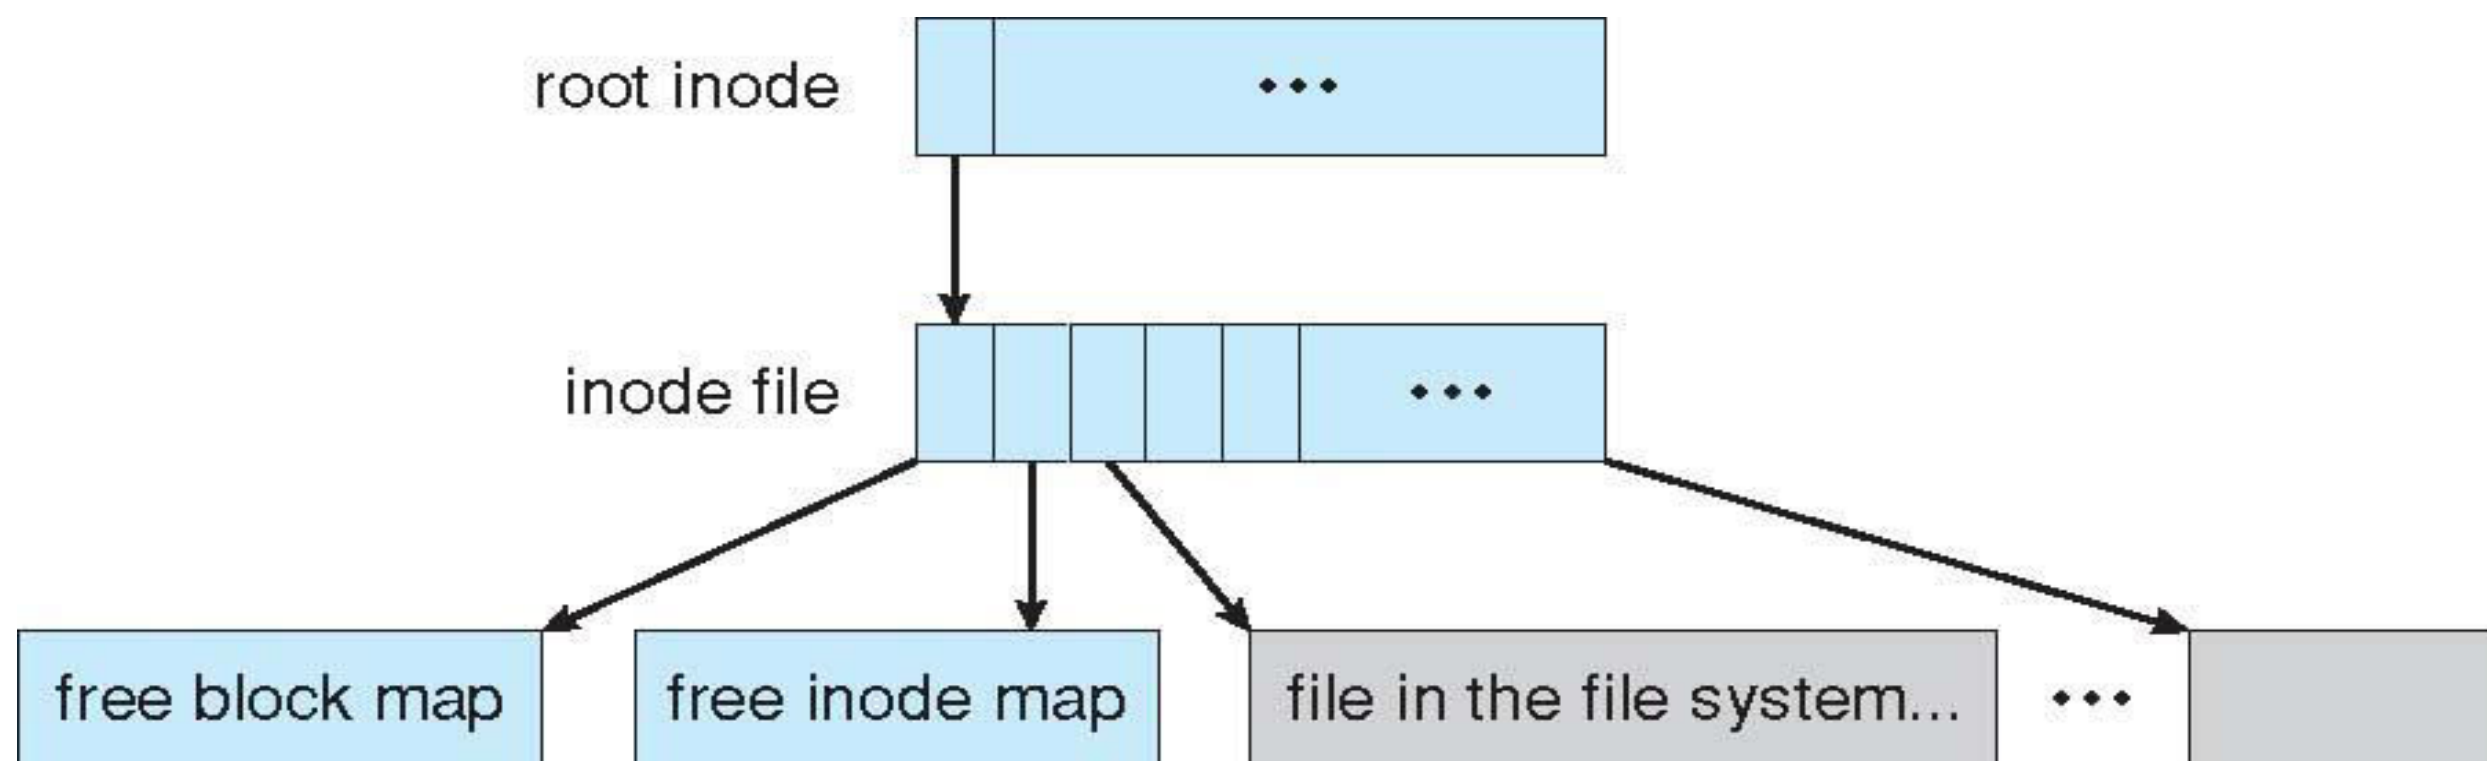 root inode
...
inode file
...
free block map
free inode map
file in the file system...
...